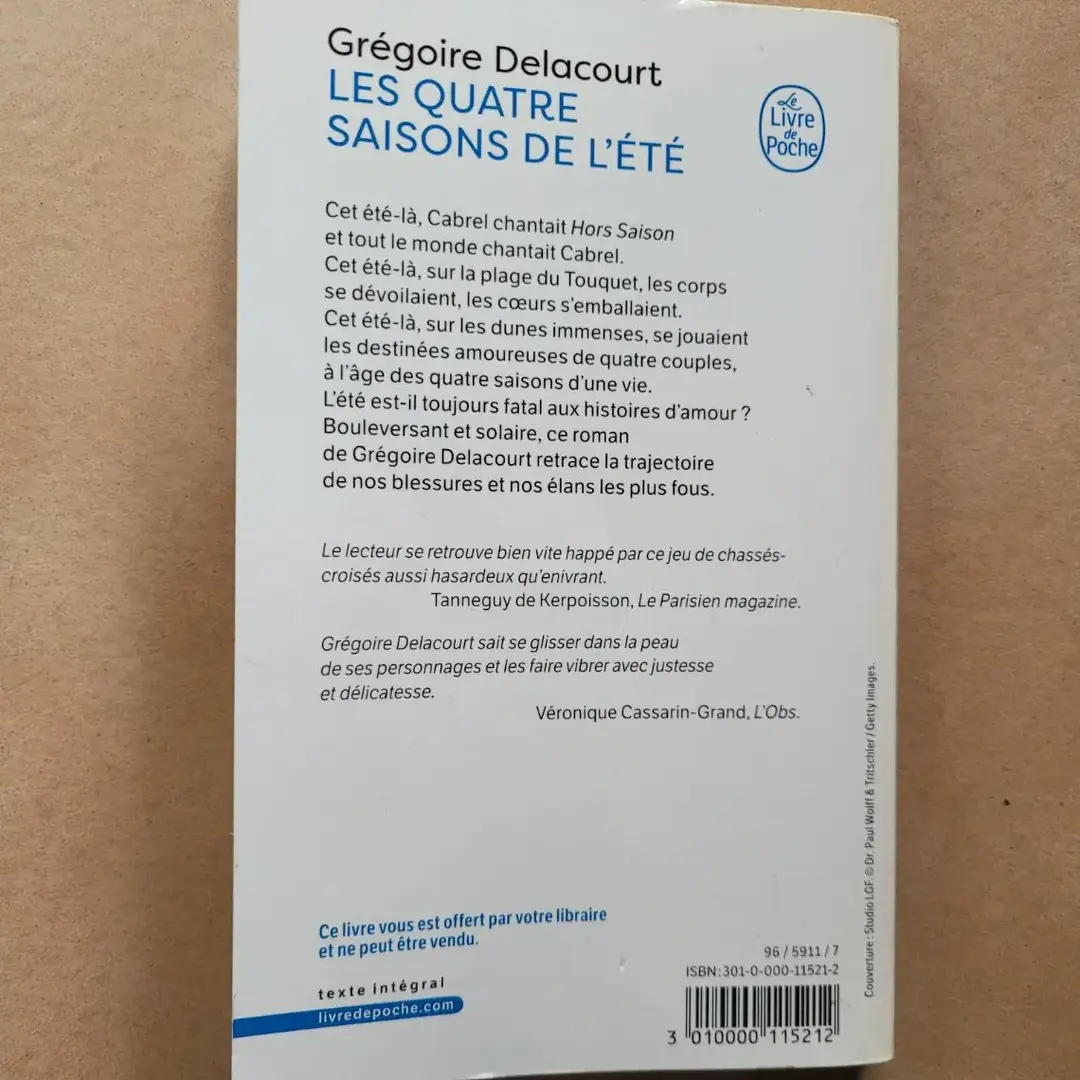 Grégoire Delacourt
LES QUATRE
SAISONS DE L'ÉTÉ
Le
Livre
de
Poche
Cet été-là, Cabrel chantait Hors Saison
et tout le monde chantait Cabrel.
Cet été-là, sur la plage du Touquet, les corps
se dévoilaient, les cœurs s'emballaient.
Cet été-là, sur les dunes immenses, se jouaient
les destinées amoureuses de quatre couples,
à l'âge des quatre saisons d'une vie.
L'été est-il toujours fatal aux histoires d'amour ?
Bouleversant et solaire, ce roman
de Grégoire Delacourt retrace la trajectoire
de nos blessures et nos élans les plus fous.
Le lecteur se retrouve bien vite happé par ce jeu de chassés-
croisés aussi hasardeux qu'enivrant.
Tanneguy de Kerpoisson, Le Parisien magazine.
Grégoire Delacourt sait se glisser dans la peau
de ses personnages et les faire vibrer avec justesse
et délicatesse.
Véronique Cassarin-Grand, L'Obs.
Ce livre vous est offert par votre libraire
et ne peut être vendu.
texte intégral
livredepoche.com
96 / 5911 / 7
ISBN:301-0-000-11521-2
3 010000 115212
Couverture : Studio LGF. © Dr. Paul Wolff & Tritschler / Getty Images.